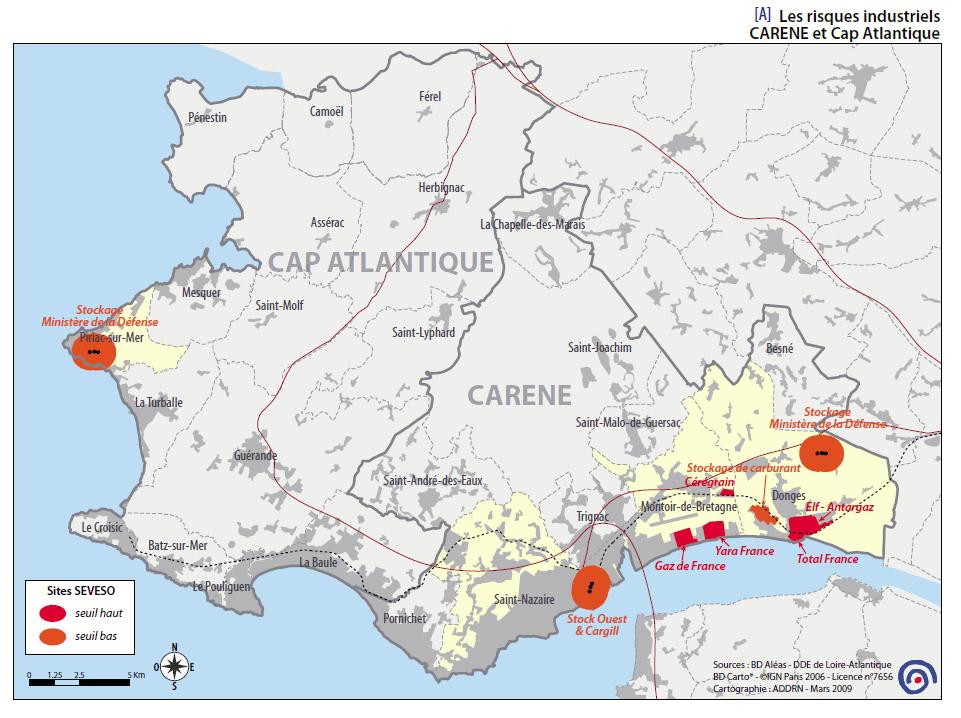 [A] Les risques industriels
CARENE et Cap Atlantique
Pénestin
Camoël
Férel
Herbignac
La Chapelle-des-Marais
Assérac
CAP ATLANTIQUE
Mesquer
Saint-Molf
Stockage
Ministère de la Défense
Piriac-sur-Mer
Saint-Lyphard
Saint-Joachim
Besné
La Turballe
CARENE
Saint-Malo-de-Guersac
Stockage
Ministère de la Défense
Guérande
Saint-André-des-Eaux
Stockage de carburant
Cérégrain
Donges
Montoir-de-Bretagne
Elf - Antargaz
Trignac
Le Croisic
Batz-sur-Mer
La Baule
Yara France
Total France
Gaz de France
Le Pouliguen
Saint-Nazaire
Pornichet
Stock Ouest
& Cargill
Sites SEVESO
seuil haut
seuil bas
N
O
E
S
0 1.25 2.5 5 Km
Sources : BD Aléas - DDE de Loire-Atlantique
BD Carto® - ©IGN Paris 2006 - Licence n°7656
Cartographie : ADDRN - Mars 2009